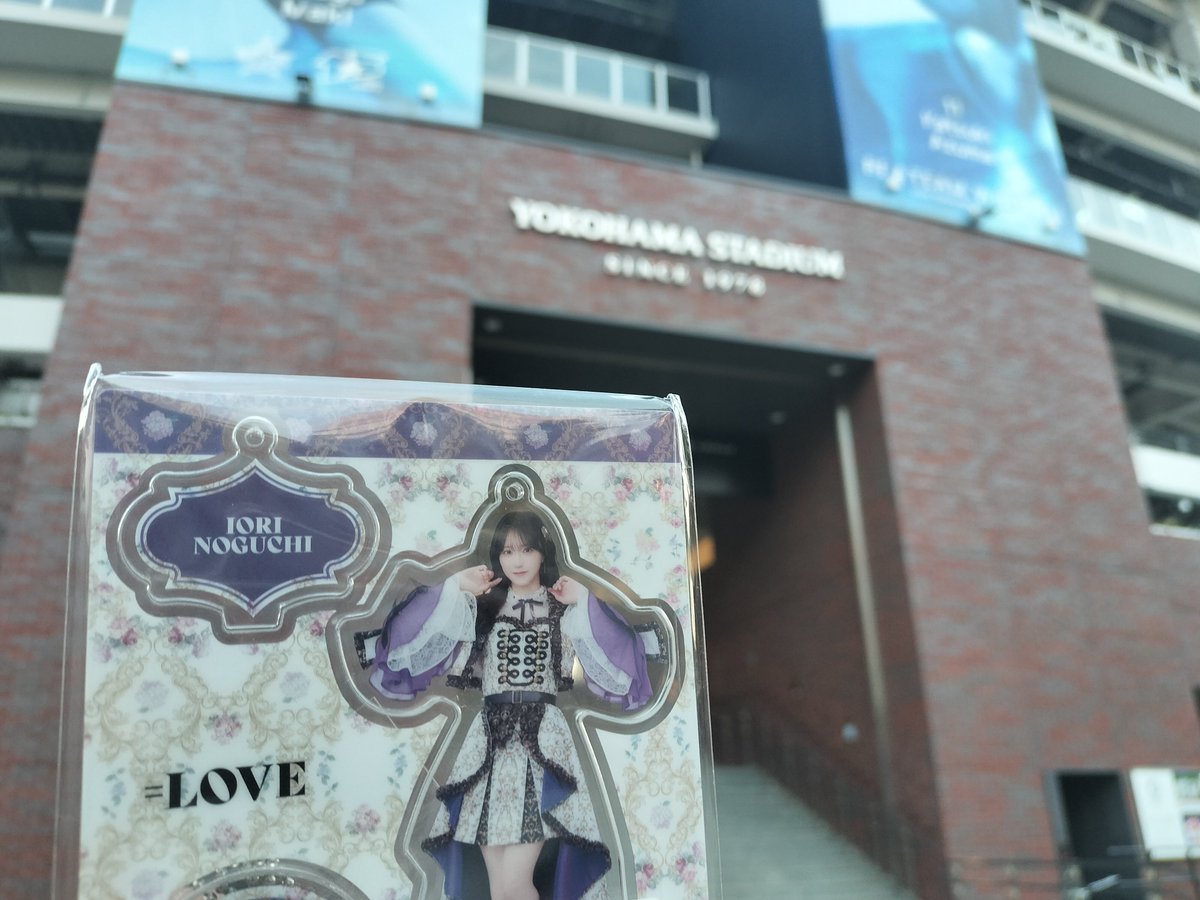 YOKOHAMA STADIUM
SINCE 1978
IORI
NOGUCHI
=LOVE